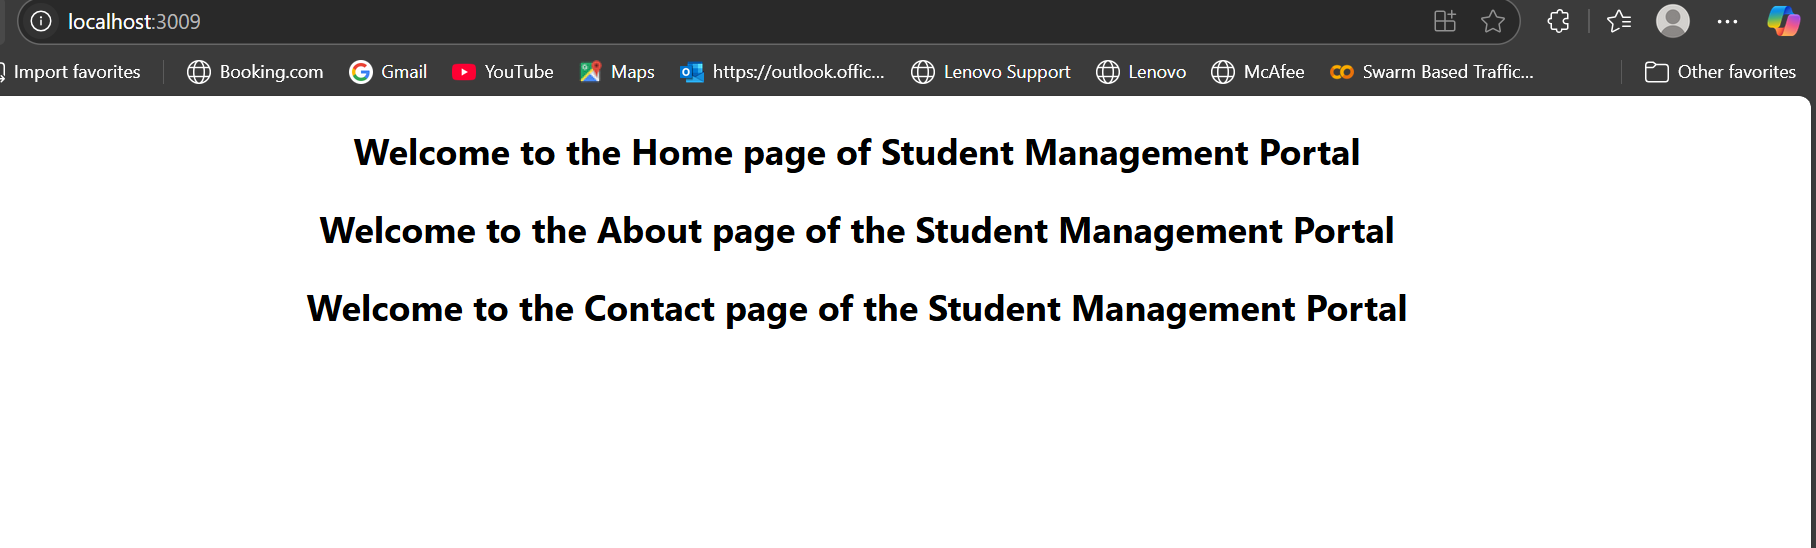 localhost:3009
Import favorites Booking.com Gmail YouTube Maps https://outlook.offic... Lenovo Support Lenovo McAfee Swarm Based Traffic... Other favorites
Welcome to the Home page of Student Management Portal
Welcome to the About page of the Student Management Portal
Welcome to the Contact page of the Student Management Portal